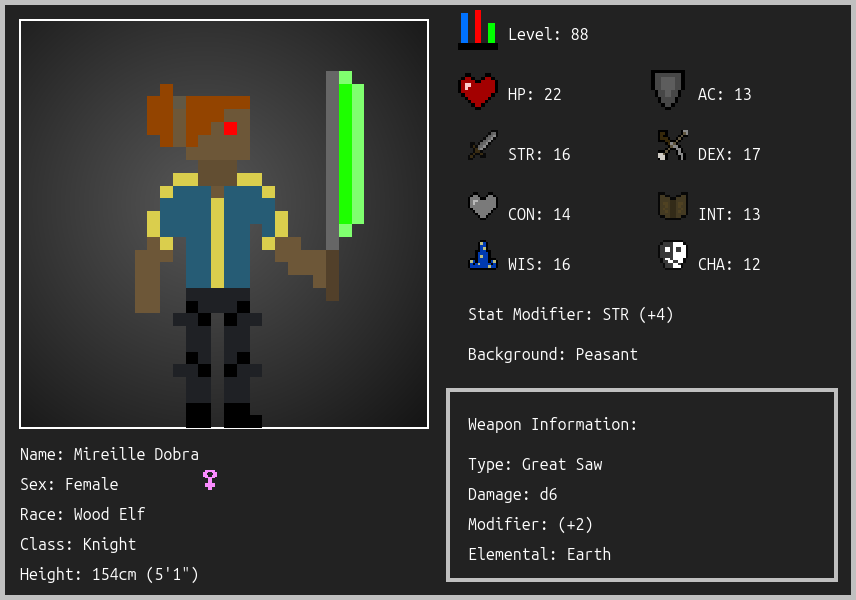 Level: 88
HP: 22
AC: 13
STR: 16
DEX: 17
CON: 14
INT: 13
WIS: 16
CHA: 12
Stat Modifier: STR (+4)
Background: Peasant
Weapon Information:
Type: Great Saw
Damage: d6
Modifier: (+2)
Elemental: Earth
Name: Mireille Dobra
Sex: Female
Race: Wood Elf
Class: Knight
Height: 154cm (5'1")